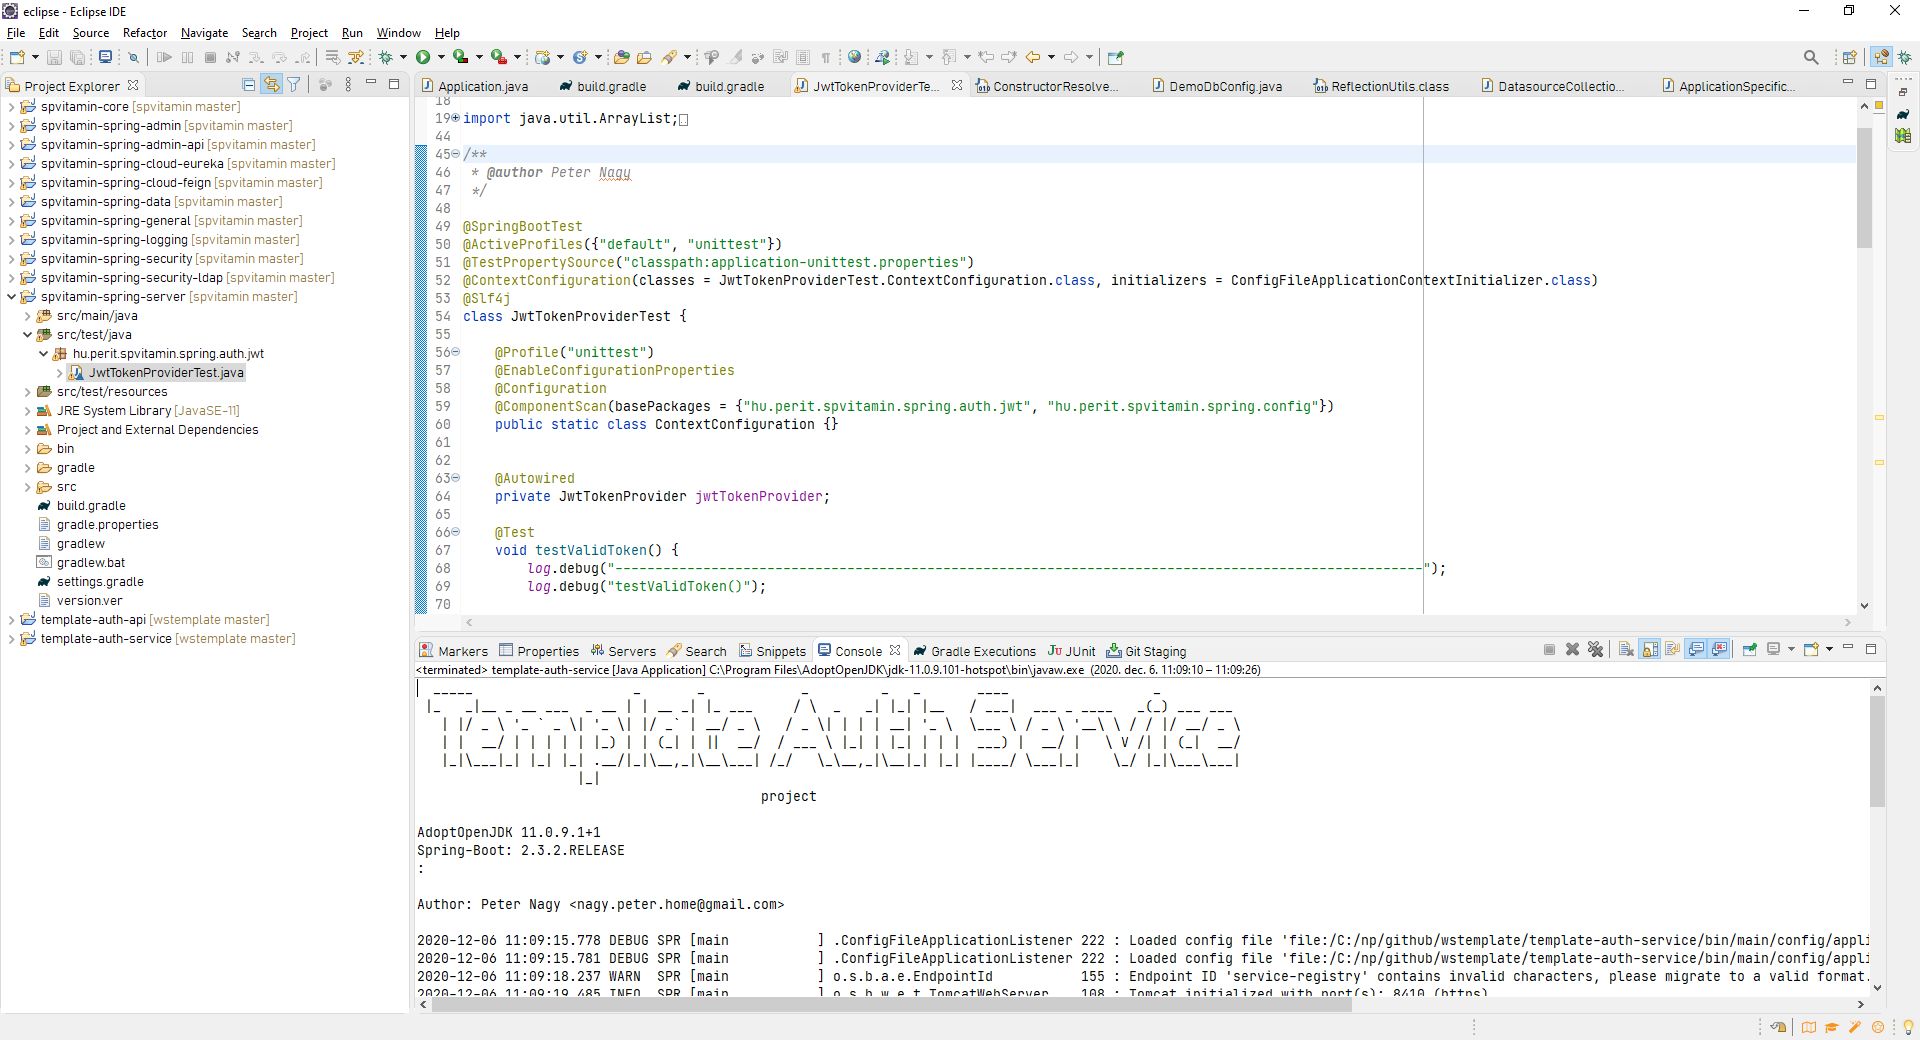 eclipse - Eclipse IDE
File Edit Source Refactor Navigate Search Project Run Window Help
Project Explorer
spvitamin-core [spvitamin master]
spvitamin-spring-admin [spvitamin master]
spvitamin-spring-admin-api [spvitamin master]
spvitamin-spring-cloud-eureka [spvitamin master]
spvitamin-spring-cloud-feign [spvitamin master]
spvitamin-spring-data [spvitamin master]
spvitamin-spring-general [spvitamin master]
spvitamin-spring-logging [spvitamin master]
spvitamin-spring-security [spvitamin master]
spvitamin-spring-security-ldap [spvitamin master]
spvitamin-spring-server [spvitamin master]
src/main/java
src/test/java
hu.perit.spvitamin.spring.auth.jwt
JwtTokenProviderTest.java
src/test/resources
JRE System Library [JavaSE-11]
Project and External Dependencies
bin
gradle
src
build.gradle
gradle.properties
gradlew
gradlew.bat
settings.gradle
version.ver
template-auth-api [wstemplate master]
template-auth-service [wstemplate master]
Application.java build.gradle build.gradle JwtTokenProviderTe... ConstructorResolve... DemoDbConfig.java ReflectionUtils.class DatasourceCollectio... ApplicationSpecific...
18
19 import java.util.ArrayList;
44
45 /**
46 * @author Peter Nagy
47 */
48
49 @SpringBootTest
50 @ActiveProfiles({"default", "unittest"})
51 @TestPropertySource("classpath:application-unittest.properties")
52 @ContextConfiguration(classes = JwtTokenProviderTest.ContextConfiguration.class, initializers = ConfigFileApplicationContextInitializer.class)
53 @Slf4j
54 class JwtTokenProviderTest {
55
56 @Profile("unittest")
57 @EnableConfigurationProperties
58 @Configuration
59 @ComponentScan(basePackages = {"hu.perit.spvitamin.spring.auth.jwt", "hu.perit.spvitamin.spring.config"})
60 public static class ContextConfiguration {}
61
62
63 @Autowired
64 private JwtTokenProvider jwtTokenProvider;
65
66 @Test
67 void testValidToken() {
68 log.debug("-----------------------------------------------------------------------------------------------------");
69 log.debug("testValidToken()");
70
Markers Properties Servers Search Snippets Console Gradle Executions JUnit Git Staging
<terminated> template-auth-service [Java Application] C:\Program Files\AdoptOpenJDK\jdk-11.0.9.101-hotspot\bin\javaw.exe (2020. dec. 6. 11:09:10 – 11:09:26)
Template Auth Service
project
AdoptOpenJDK 11.0.9.1+1
Spring-Boot: 2.3.2.RELEASE
:
Author: Peter Nagy <nagy.peter.home@gmail.com>
2020-12-06 11:09:15.778 DEBUG SPR [main ] .ConfigFileApplicationListener 222 : Loaded config file 'file:/C:/np/github/wstemplate/template-auth-service/bin/main/config/appli
2020-12-06 11:09:15.781 DEBUG SPR [main ] .ConfigFileApplicationListener 222 : Loaded config file 'file:/C:/np/github/wstemplate/template-auth-service/bin/main/config/appli
2020-12-06 11:09:18.237 WARN SPR [main ] o.s.b.a.e.EndpointId 155 : Endpoint ID 'service-registry' contains invalid characters, please migrate to a valid format.
2020-12-06 11:09:19.485 INFO SPR [main ] o.s.b.w.e.t.TomcatWebServer 108 : Tomcat initialized with port(s): 8410 (https)